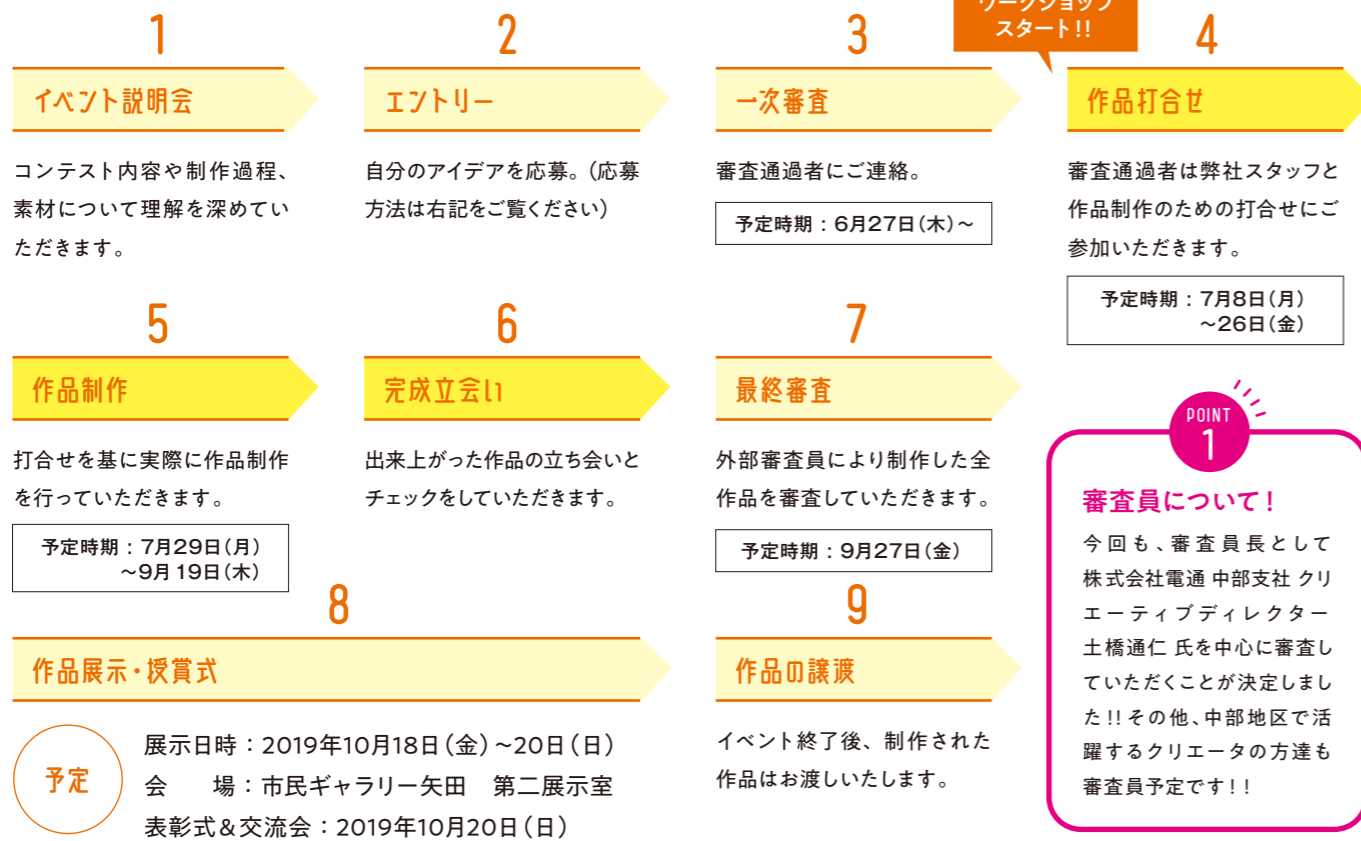 1
イベント説明会
コンテスト内容や制作過程、
素材について理解を深めてい
ただきます。
2
エントリー
自分のアイデアを応募。(応募
方法は右記をご覧ください)
3
一次審査
審査通過者にご連絡。
予定時期:6月27日(木)~
ワークショップ
スタート!!
4
作品打合せ
審査通過者は弊社スタッフと
作品制作のための打合せにご
参加いただきます。
予定時期:7月8日(月)
~26日(金)
5
作品制作
打合せを基に実際に作品制作
を行っていただきます。
予定時期:7月29日(月)
~9月19日(木)
6
完成立会い
出来上がった作品の立ち会いと
チェックをしていただきます。
7
最終審査
外部審査員により制作した全
作品を審査していただきます。
予定時期:9月27日(金)
8
作品展示・授賞式
予定
展示日時:2019年10月18日(金)~20日(日)
会 場:市民ギャラリー矢田 第二展示室
表彰式&交流会:2019年10月20日(日)
9
作品の譲渡
イベント終了後、制作された
作品はお渡しいたします。
POINT
1
審査員について!
今回も、審査員長として
株式会社電通 中部支社 クリ
エーティブディレクター
土橋通仁 氏を中心に審査し
ていただくことが決定しまし
た!!その他、中部地区で活
躍するクリエータの方達も
審査員予定です!!